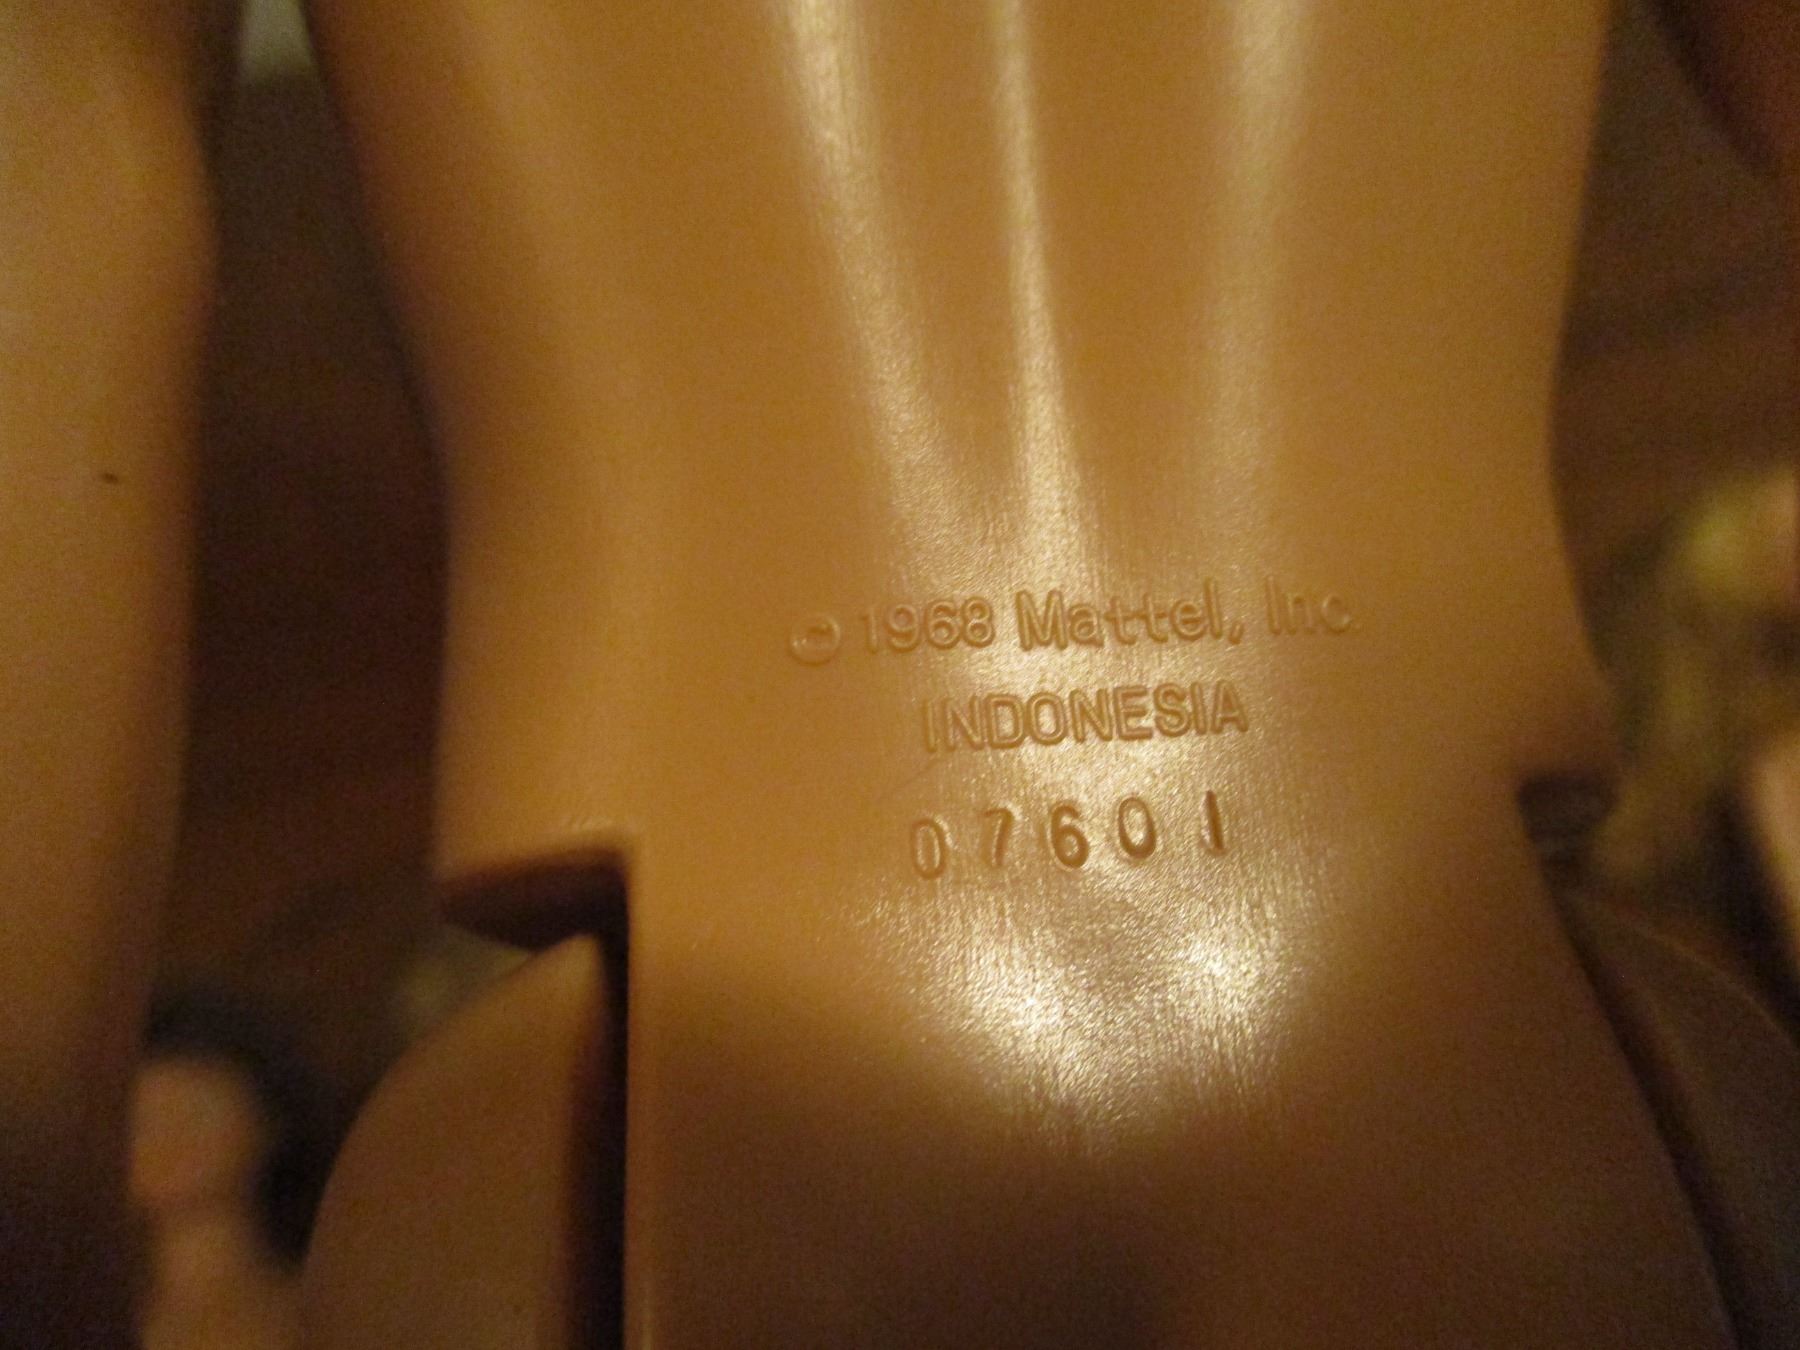 © 1968 Mattel, Inc.
INDONESIA
07601